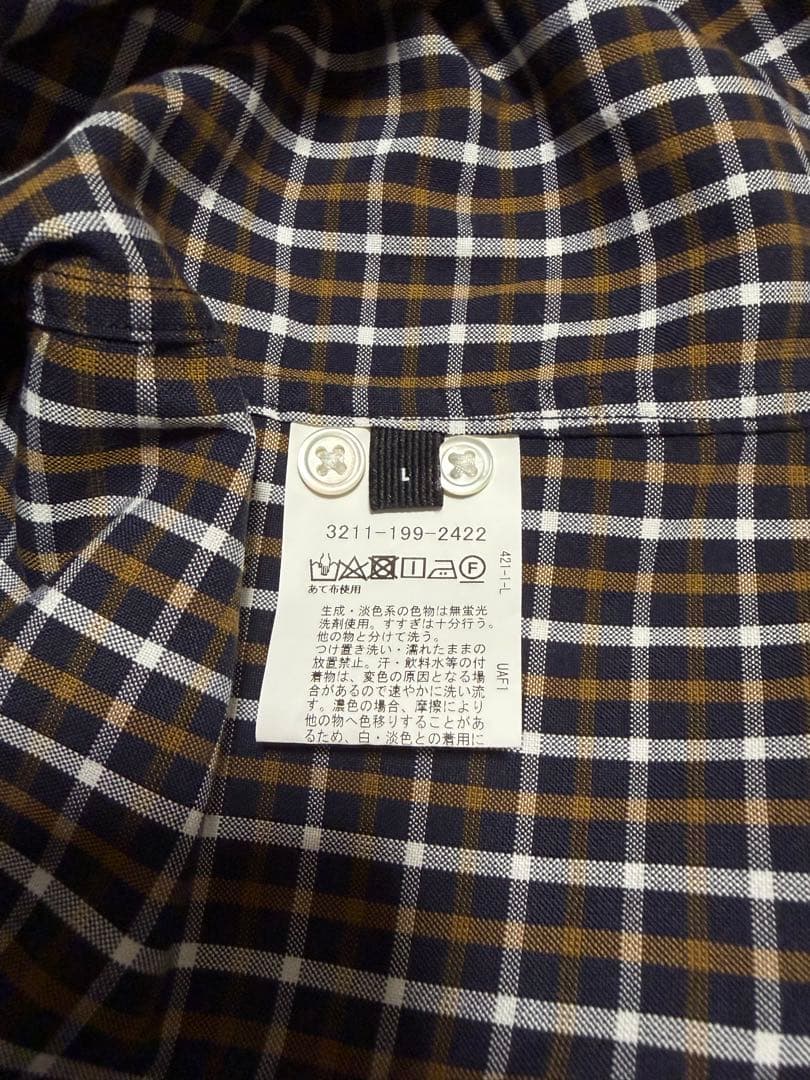 L
3211-199-2422
F
あて布使用
生成・淡色系の色物は無蛍光
洗剤使用。すすぎは十分行う。
他の物と分けて洗う。
つけ置き洗い・濡れたままの
放置禁止。汗・飲料水等の付
着物は、変色の原因となる場
合があるので速やかに洗い流
す。濃色の場合、摩擦により
他の物へ色移りすることがあ
るため、白・淡色との着用に
421-I-L
UAF1